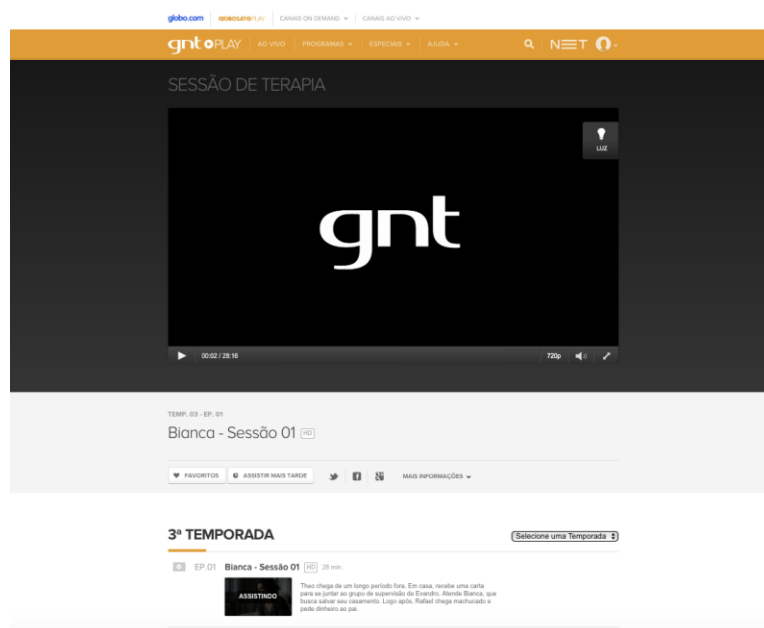 globo.com GLOBOSATPLAY CANAIS ON DEMAND CANAIS AO VIVO
gnt PLAY AO VIVO PROGRAMAS ESPECIAIS AJUDA NET
SESSÃO DE TERAPIA
LUZ
gnt
00:02 / 28:16 720p
TEMP. 03 - EP. 01
Bianca - Sessão 01 HD
FAVORITOS ASSISTIR MAIS TARDE MAIS INFORMAÇÕES
3ª TEMPORADA Selecione uma Temporada
EP.01 Bianca - Sessão 01 HD 28 min.
ASSISTINDO
Theo chega de um longo período fora. Em casa, recebe uma carta
para se juntar ao grupo de supervisão de Evandro. Atende Bianca, que
busca salvar seu casamento. Logo após, Rafael chega machucado e
pede dinheiro ao pai.